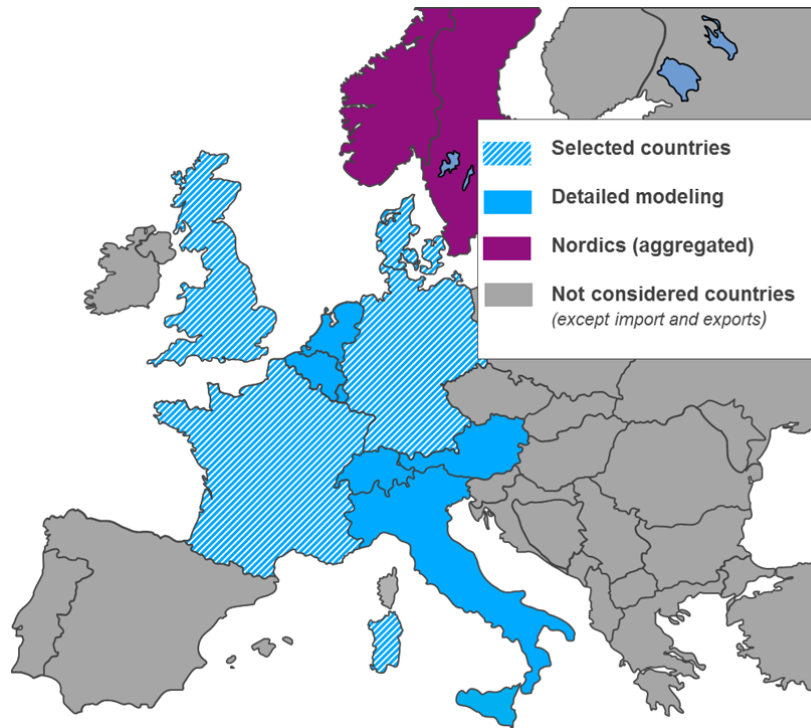 Selected countries
Detailed modeling
Nordics (aggregated)
Not considered countries
(except import and exports)